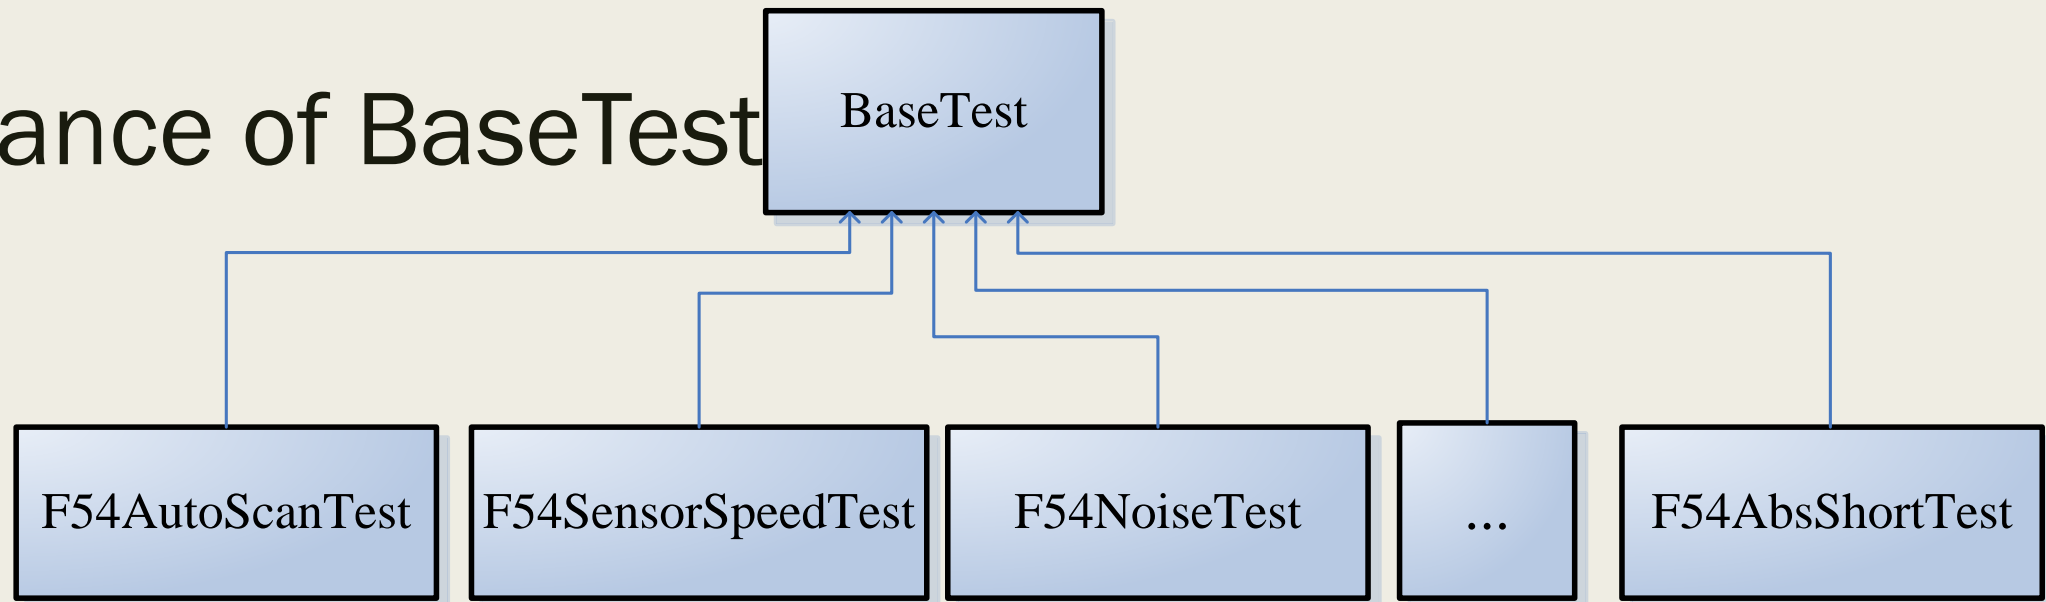 ance of BaseTest
BaseTest
F54AutoScanTest
F54SensorSpeedTest
F54NoiseTest
...
F54AbsShortTest